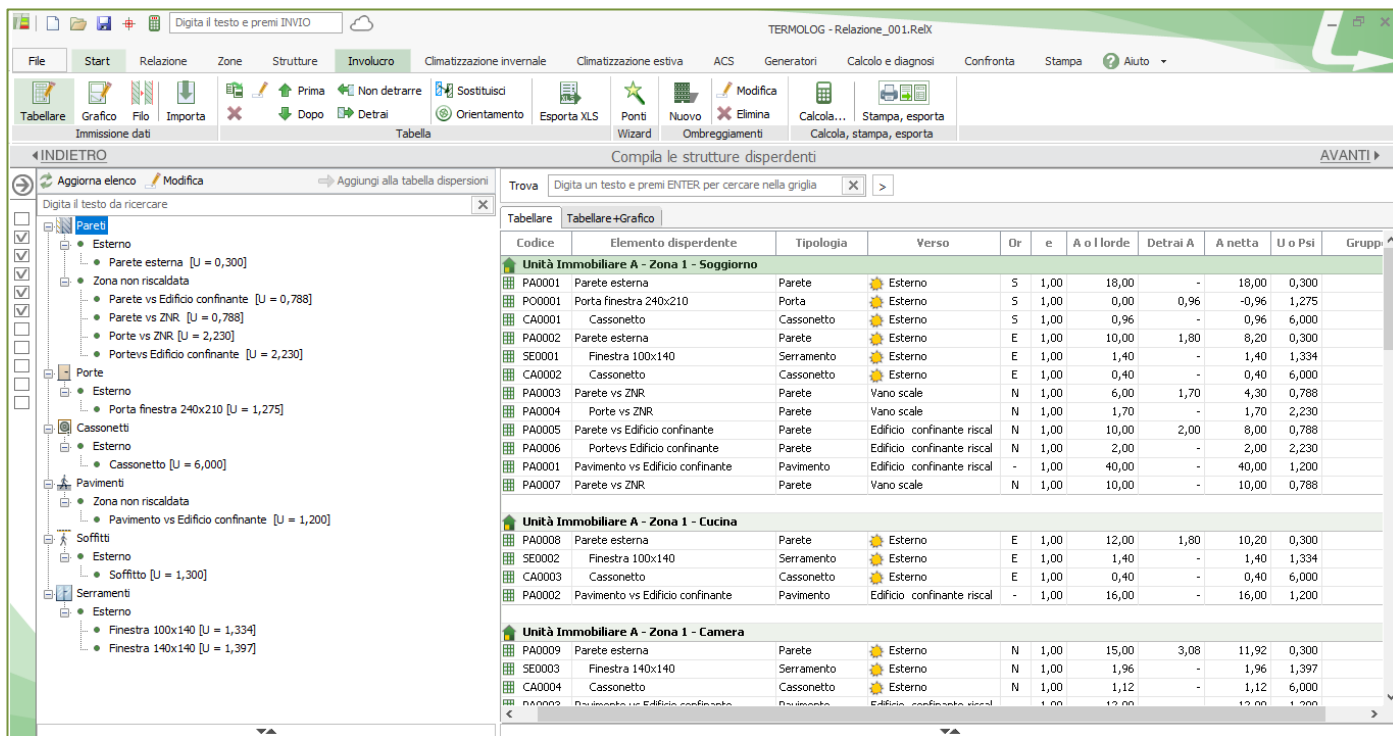 Digita il testo e premi INVIO
TERMOLOG - Relazione_001.RelX
File Start Relazione Zone Strutture Involucro Climatizzazione invernale Climatizzazione estiva ACS Generatori Calcolo e diagnosi Confronta Stampa Aiuto
Prima Non detrarre Sostituisci Modifica
Dopo Detrai Orientamento Elimina
Tabellare Grafico Filo Importa Esporta XLS Ponti Nuovo Calcola... Stampa, esporta
Immissione dati Tabella Wizard Ombreggiamenti Calcola, stampa, esporta
INDIETRO Compila le strutture disperdenti AVANTI
Aggiorna elenco Modifica Aggiungi alla tabella dispersioni
Digita il testo da ricercare
Pareti
Esterno
Parete esterna [U = 0,300]
Zona non riscaldata
Parete vs Edificio confinante [U = 0,788]
Parete vs ZNR [U = 0,788]
Porte vs ZNR [U = 2,230]
Portevs Edificio confinante [U = 2,230]
Porte
Esterno
Porta finestra 240x210 [U = 1,275]
Cassonetti
Esterno
Cassonetto [U = 6,000]
Pavimenti
Zona non riscaldata
Pavimento vs Edificio confinante [U = 1,200]
Soffitti
Esterno
Soffitto [U = 1,300]
Serramenti
Esterno
Finestra 100x140 [U = 1,334]
Finestra 140x140 [U = 1,397]
Trova Digita un testo e premi ENTER per cercare nella griglia >
Tabellare Tabellare+Grafico
Codice Elemento disperdente Tipologia Verso Or e A o l lorde Detrai A A netta U o Psi Grupp
Unità Immobiliare A - Zona 1 - Soggiorno
PA0001 Parete esterna Parete Esterno S 1,00 18,00 - 18,00 0,300
PO0001 Porta finestra 240x210 Porta Esterno S 1,00 0,00 0,96 -0,96 1,275
CA0001 Cassonetto Cassonetto Esterno S 1,00 0,96 - 0,96 6,000
PA0002 Parete esterna Parete Esterno E 1,00 10,00 1,80 8,20 0,300
SE0001 Finestra 100x140 Serramento Esterno E 1,00 1,40 - 1,40 1,334
CA0002 Cassonetto Cassonetto Esterno E 1,00 0,40 - 0,40 6,000
PA0003 Parete vs ZNR Parete Vano scale N 1,00 6,00 1,70 4,30 0,788
PA0004 Porte vs ZNR Parete Vano scale N 1,00 1,70 - 1,70 2,230
PA0005 Parete vs Edificio confinante Parete Edificio confinante riscal N 1,00 10,00 2,00 8,00 0,788
PA0006 Portevs Edificio confinante Parete Edificio confinante riscal N 1,00 2,00 - 2,00 2,230
PA0001 Pavimento vs Edificio confinante Pavimento Edificio confinante riscal - 1,00 40,00 - 40,00 1,200
PA0007 Parete vs ZNR Parete Vano scale N 1,00 10,00 - 10,00 0,788
Unità Immobiliare A - Zona 1 - Cucina
PA0008 Parete esterna Parete Esterno E 1,00 12,00 1,80 10,20 0,300
SE0002 Finestra 100x140 Serramento Esterno E 1,00 1,40 - 1,40 1,334
CA0003 Cassonetto Cassonetto Esterno E 1,00 0,40 - 0,40 6,000
PA0002 Pavimento vs Edificio confinante Pavimento Edificio confinante riscal - 1,00 16,00 - 16,00 1,200
Unità Immobiliare A - Zona 1 - Camera
PA0009 Parete esterna Parete Esterno N 1,00 15,00 3,08 11,92 0,300
SE0003 Finestra 140x140 Serramento Esterno N 1,00 1,96 - 1,96 1,397
CA0004 Cassonetto Cassonetto Esterno N 1,00 1,12 - 1,12 6,000
PA0003 Pavimento vs Edificio confinante Pavimento Edificio confinante riscal - 1,00 12,00 - 12,00 1,200